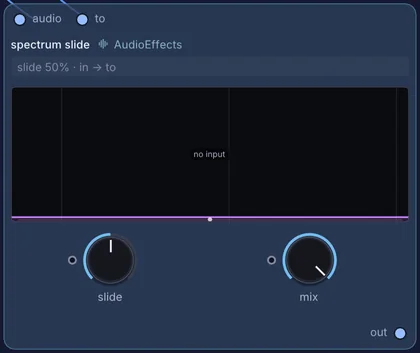 audio to
spectrum slide AudioEffects
slide 50% · in → to
no input
slide mix
out